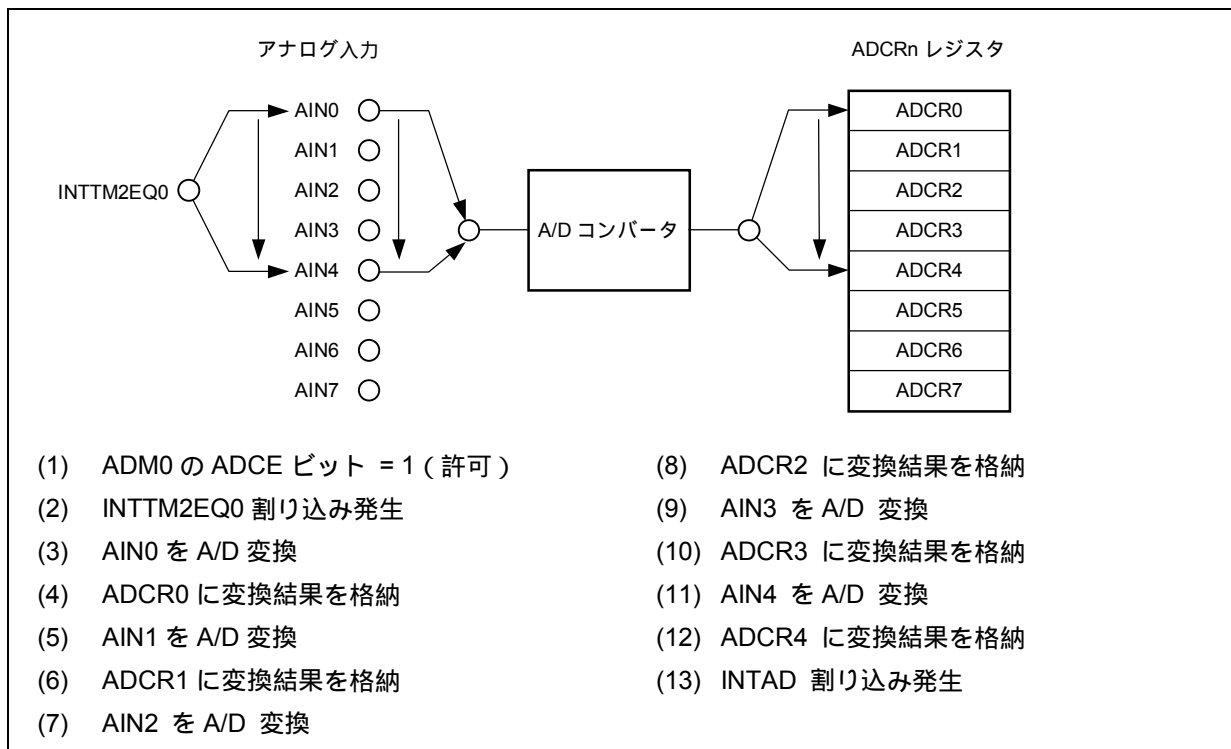 アナログ入力
ADCRn レジスタ
INTTM2EQ0
AIN0
AIN1
AIN2
AIN3
AIN4
AIN5
AIN6
AIN7
A/D コンバータ
ADCR0
ADCR1
ADCR2
ADCR3
ADCR4
ADCR5
ADCR6
ADCR7
(1) ADM0 の ADCE ビット = 1 ( 許可 )
(2) INTTM2EQ0 割り込み発生
(3) AIN0 を A/D 変換
(4) ADCR0 に変換結果を格納
(5) AIN1 を A/D 変換
(6) ADCR1 に変換結果を格納
(7) AIN2 を A/D 変換
(8) ADCR2 に変換結果を格納
(9) AIN3 を A/D 変換
(10) ADCR3 に変換結果を格納
(11) AIN4 を A/D 変換
(12) ADCR4 に変換結果を格納
(13) INTAD 割り込み発生